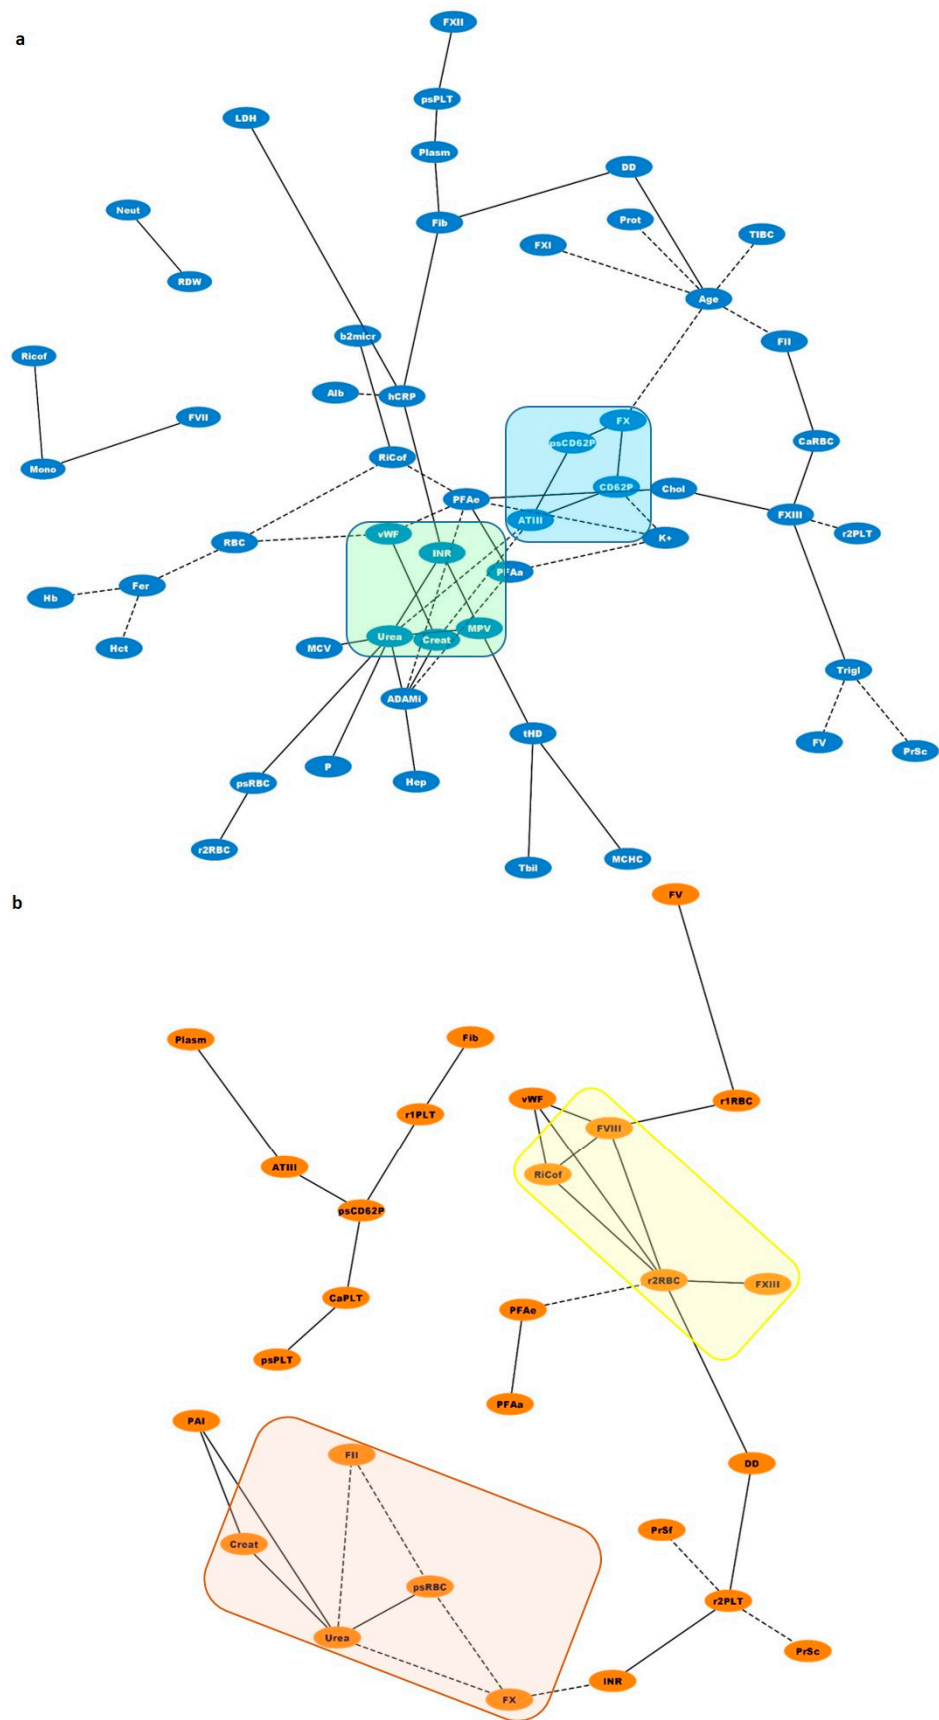 a
FXII
psPLT
LDH
Plasm
DD
Neut
Prot
Fib
TIBC
FXI
RDW
Age
b2micr
FII
Ricof
Alb
hCRP
FVII
FX
psCD62P
CaRBC
RiCof
Mono
CD62P
Chol
PFAe
FXIII
ATIII
vWF
r2PLT
K+
RBC
INR
PFAa
Fer
Hb
MPV
Urea
Creat
Hct
MCV
Trigl
ADAMi
tHD
FV
PrSc
P
psRBC
Hep
r2RBC
Tbil
MCHC
b
FV
Plasm
Fib
vWF
r1RBC
r1PLT
FVIII
ATIII
RiCof
psCD62P
r2RBC
FXIII
CaPLT
PFAe
psPLT
PFAa
PAI
FII
DD
PrSf
Creat
psRBC
r2PLT
Urea
PrSc
INR
FX